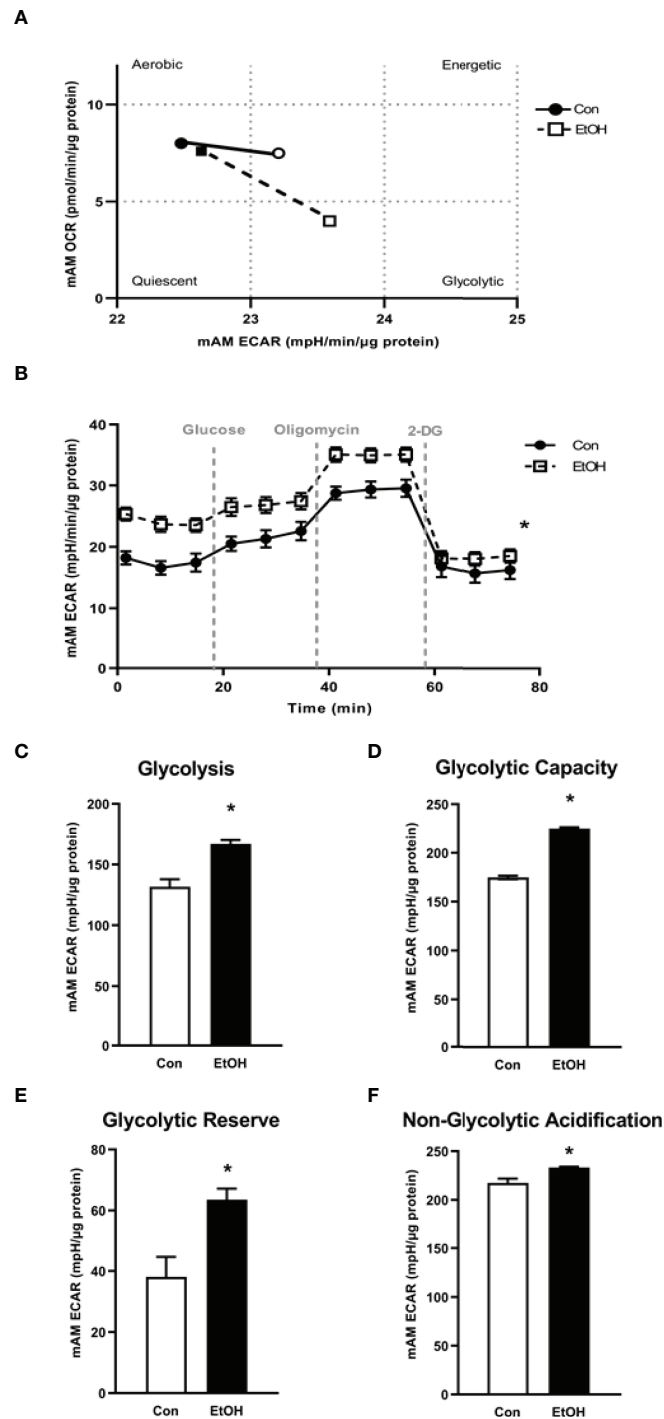 A
Aerobic
Energetic
Con
EtOH
10
5
0
22
23
24
25
Quiescent
Glycolytic
mAM OCR (pmol/min/µg protein)
mAM ECAR (mpH/min/µg protein)
B
Glucose
Oligomycin
2-DG
Con
EtOH
*
40
30
20
10
0
0
20
40
60
80
mAM ECAR (mpH/min/µg protein)
Time (min)
C
Glycolysis
*
200
150
100
50
0
mAM ECAR (mpH/µg protein)
Con
EtOH
D
Glycolytic Capacity
*
250
200
150
100
50
0
mAM ECAR (mpH/µg protein)
Con
EtOH
E
Glycolytic Reserve
*
80
60
40
20
0
mAM ECAR (mpH/µg protein)
Con
EtOH
F
Non-Glycolytic Acidification
*
250
200
150
100
50
0
mAM ECAR (mpH/µg protein)
Con
EtOH